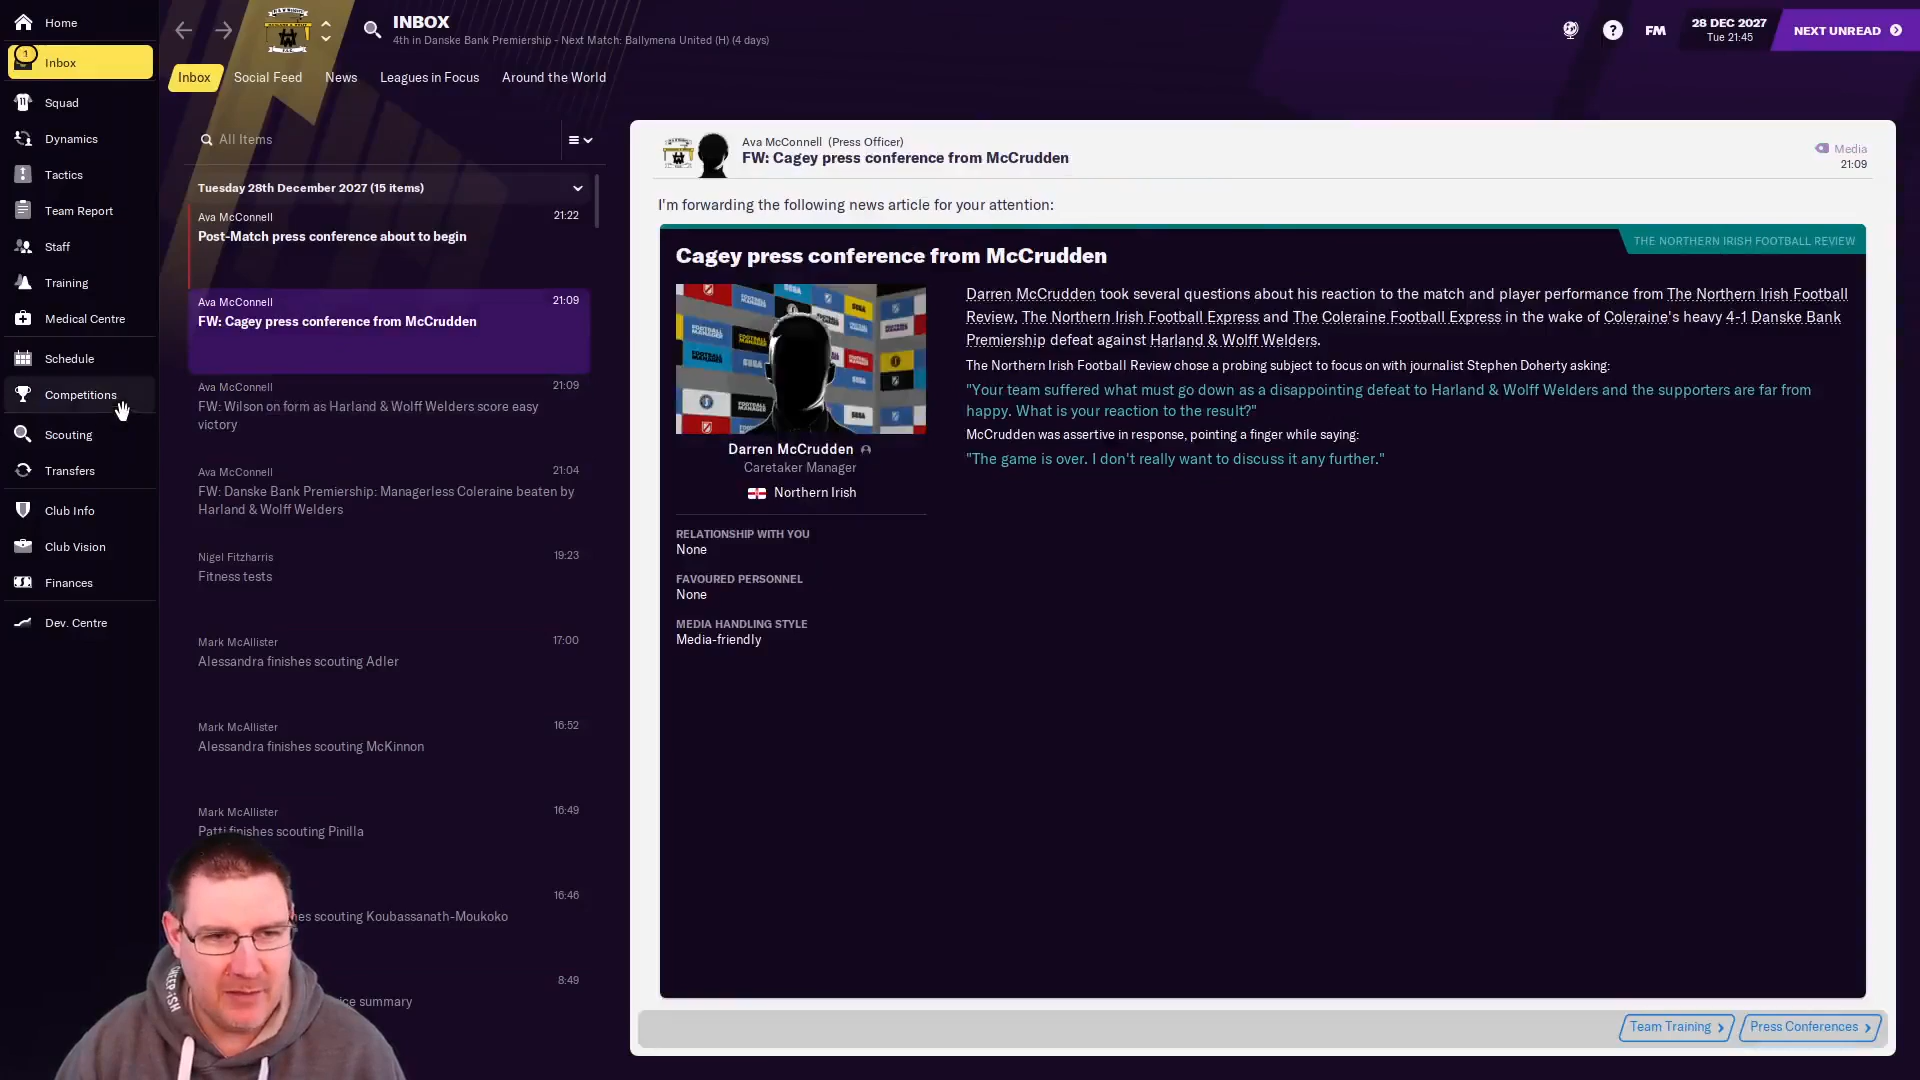 Home
INBOX
4th in Danske Bank Premiership - Next Match: Ballymena United (H) (4 days)
FM
28 DEC 2027
Tue 21:45
NEXT UNREAD
1
Inbox
Squad
Dynamics
Tactics
Team Report
Staff
Training
Medical Centre
Schedule
Competitions
Scouting
Transfers
Club Info
Club Vision
Finances
Dev. Centre
Inbox
Social Feed
News
Leagues in Focus
Around the World
All Items
Tuesday 28th December 2027 (15 items)
Ava McConnell
21:22
Post-Match press conference about to begin
Ava McConnell
21:09
FW: Cagey press conference from McCrudden
Ava McConnell
21:09
FW: Wilson on form as Harland & Wolff Welders score easy
victory
Ava McConnell
21:04
FW: Danske Bank Premiership: Managerless Coleraine beaten by
Harland & Wolff Welders
Nigel Fitzharris
19:23
Fitness tests
Mark McAllister
17:00
Alessandra finishes scouting Adler
Mark McAllister
16:52
Alessandra finishes scouting McKinnon
Mark McAllister
16:49
Patti finishes scouting Pinilla
16:46
es scouting Koubassanath-Moukoko
8:49
ice summary
Ava McConnell (Press Officer)
FW: Cagey press conference from McCrudden
Media
21:09
I'm forwarding the following news article for your attention:
THE NORTHERN IRISH FOOTBALL REVIEW
Cagey press conference from McCrudden
Darren McCrudden
Caretaker Manager
Northern Irish
RELATIONSHIP WITH YOU
None
FAVOURED PERSONNEL
None
MEDIA HANDLING STYLE
Media-friendly
Darren McCrudden took several questions about his reaction to the match and player performance from The Northern Irish Football
Review, The Northern Irish Football Express and The Coleraine Football Express in the wake of Coleraine's heavy 4-1 Danske Bank
Premiership defeat against Harland & Wolff Welders.
The Northern Irish Football Review chose a probing subject to focus on with journalist Stephen Doherty asking:
"Your team suffered what must go down as a disappointing defeat to Harland & Wolff Welders and the supporters are far from
happy. What is your reaction to the result?"
McCrudden was assertive in response, pointing a finger while saying:
"The game is over. I don't really want to discuss it any further."
Team Training
Press Conferences